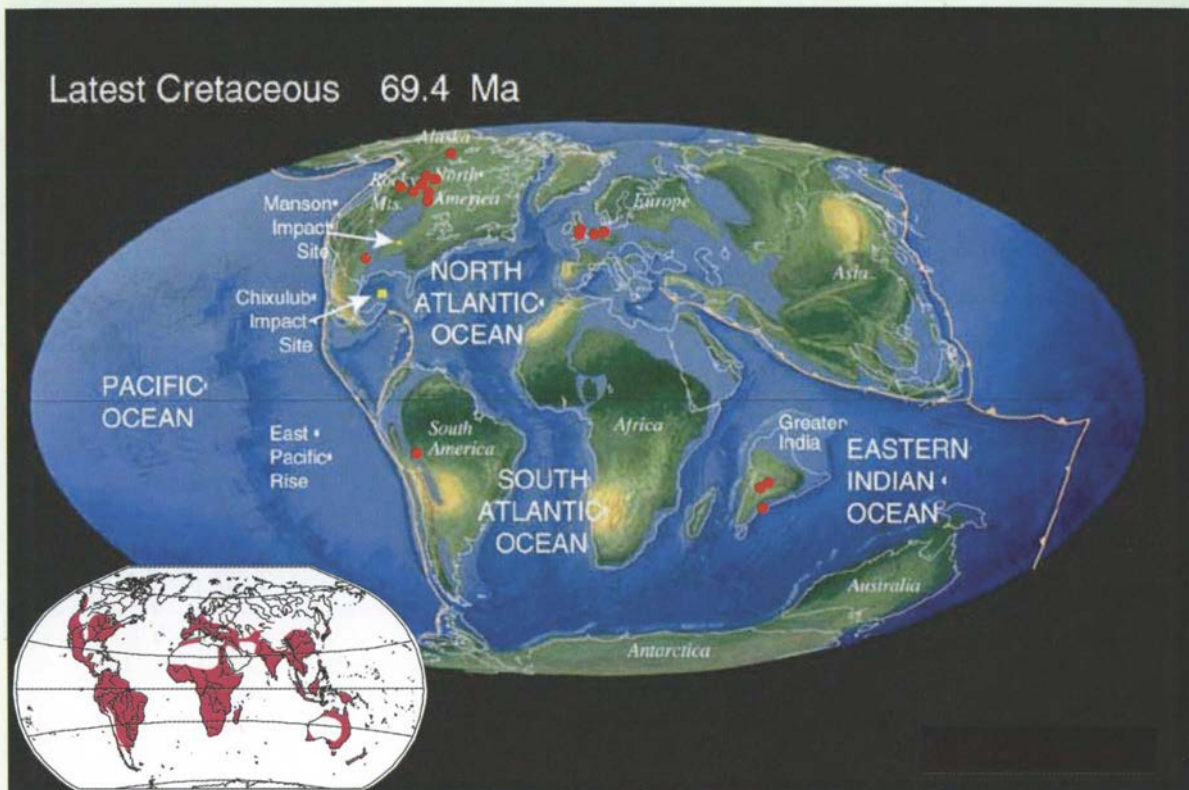 Latest Cretaceous 69.4 Ma
Alaska
Rocky
Mts.
North
America
Manson
Impact
Site
Chixulub
Impact
Site
NORTH
ATLANTIC
OCEAN
Europe
Asia
PACIFIC
OCEAN
East
Pacific
Rise
South
America
Africa
SOUTH
ATLANTIC
OCEAN
Greater
India
EASTERN
INDIAN
OCEAN
Australia
Antarctica